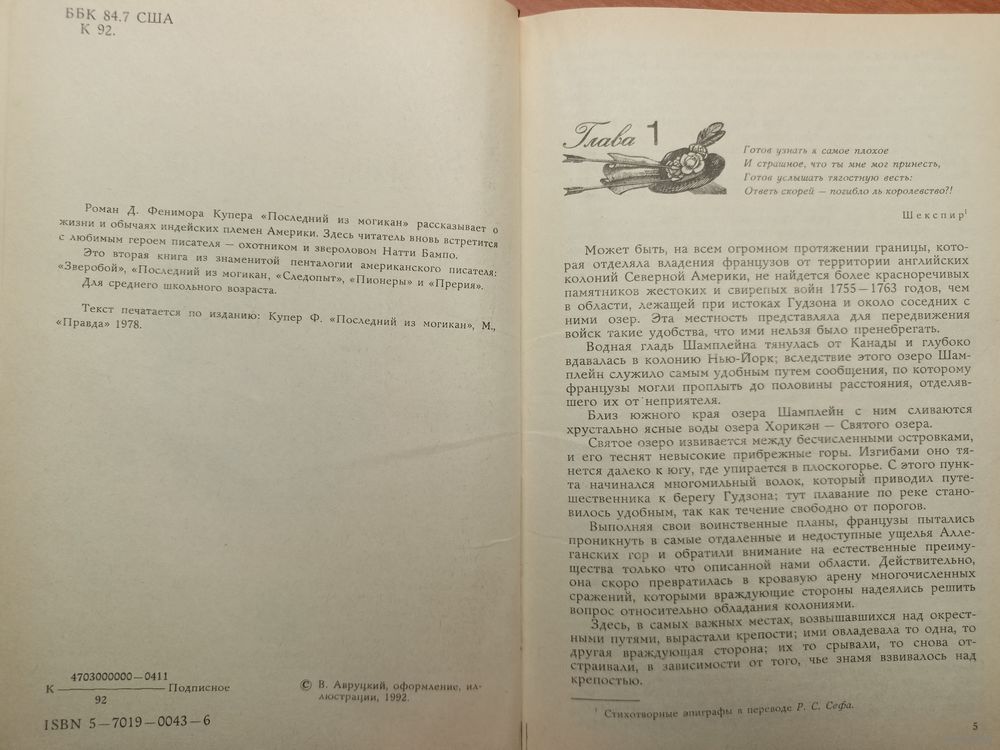 ББК 84.7 США
К 92.
Роман Д. Фенимора Купера «Последний из могикан» рассказывает о
жизни и обычаях индейских племен Америки. Здесь читатель вновь встретится
с любимым героем писателя — охотником и звероловом Натти Бампо.
Это вторая книга из знаменитой пенталогии американского писателя:
«Зверобой», «Последний из могикан, «Следопыт», «Пионеры» и «Прерия».
Для среднего школьного возраста.
Текст печатается по изданию: Купер Ф. «Последний из могикан», М.,
«Правда» 1978.
К 4703000000—0411 Подписное
92
© В. Авруцкий, оформление, ил-
люстрации, 1992.
ISBN 5—7019—0043—6
Глава 1
Готов узнать я самое плохое
И страшное, что ты мне мог принесть,
Готов услышать тягостную весть:
Ответь скорей — погибло ль королевство?!
Шекспир¹
Может быть, на всем огромном протяжении границы, кото-
рая отделяла владения французов от территории английских
колоний Северной Америки, не найдется более красноречивых
памятников жестоких и свирепых войн 1755—1763 годов, чем
в области, лежащей при истоках Гудзона и около соседних с
ними озер. Эта местность представляла для передвижения
войск такие удобства, что ими нельзя было пренебрегать.
Водная гладь Шамплейна тянулась от Канады и глубоко
вдавалась в колонию Нью-Йорк; вследствие этого озеро Шам-
плейн служило самым удобным путем сообщения, по которому
французы могли проплыть до половины расстояния, отделяв-
шего их от неприятеля.
Близ южного края озера Шамплейн с ним сливаются
хрустально ясные воды озера Хорикэн — Святого озера.
Святое озеро извивается между бесчисленными островками,
и его теснят невысокие прибрежные горы. Изгибами оно тя-
нется далеко к югу, где упирается в плоскогорье. С этого пунк-
та начинался многомильный волок, который приводил путе-
шественника к берегу Гудзона; тут плавание по реке стано-
вилось удобным, так как течение свободно от порогов.
Выполняя свои воинственные планы, французы пытались
проникнуть в самые отдаленные и недоступные ущелья Алле-
ганских гор и обратили внимание на естественные преиму-
щества только что описанной нами области. Действительно,
она скоро превратилась в кровавую арену многочисленных
сражений, которыми враждующие стороны надеялись решить
вопрос относительно обладания колониями.
Здесь, в самых важных местах, возвышавшихся над окрест-
ными путями, вырастали крепости; ими овладевала то одна, то
другая враждующая сторона; их то срывали, то снова от-
страивали, в зависимости от того, чье знамя взвивалось над
крепостью.
¹ Стихотворные эпиграфы в переводе Р. С. Сефа.
5